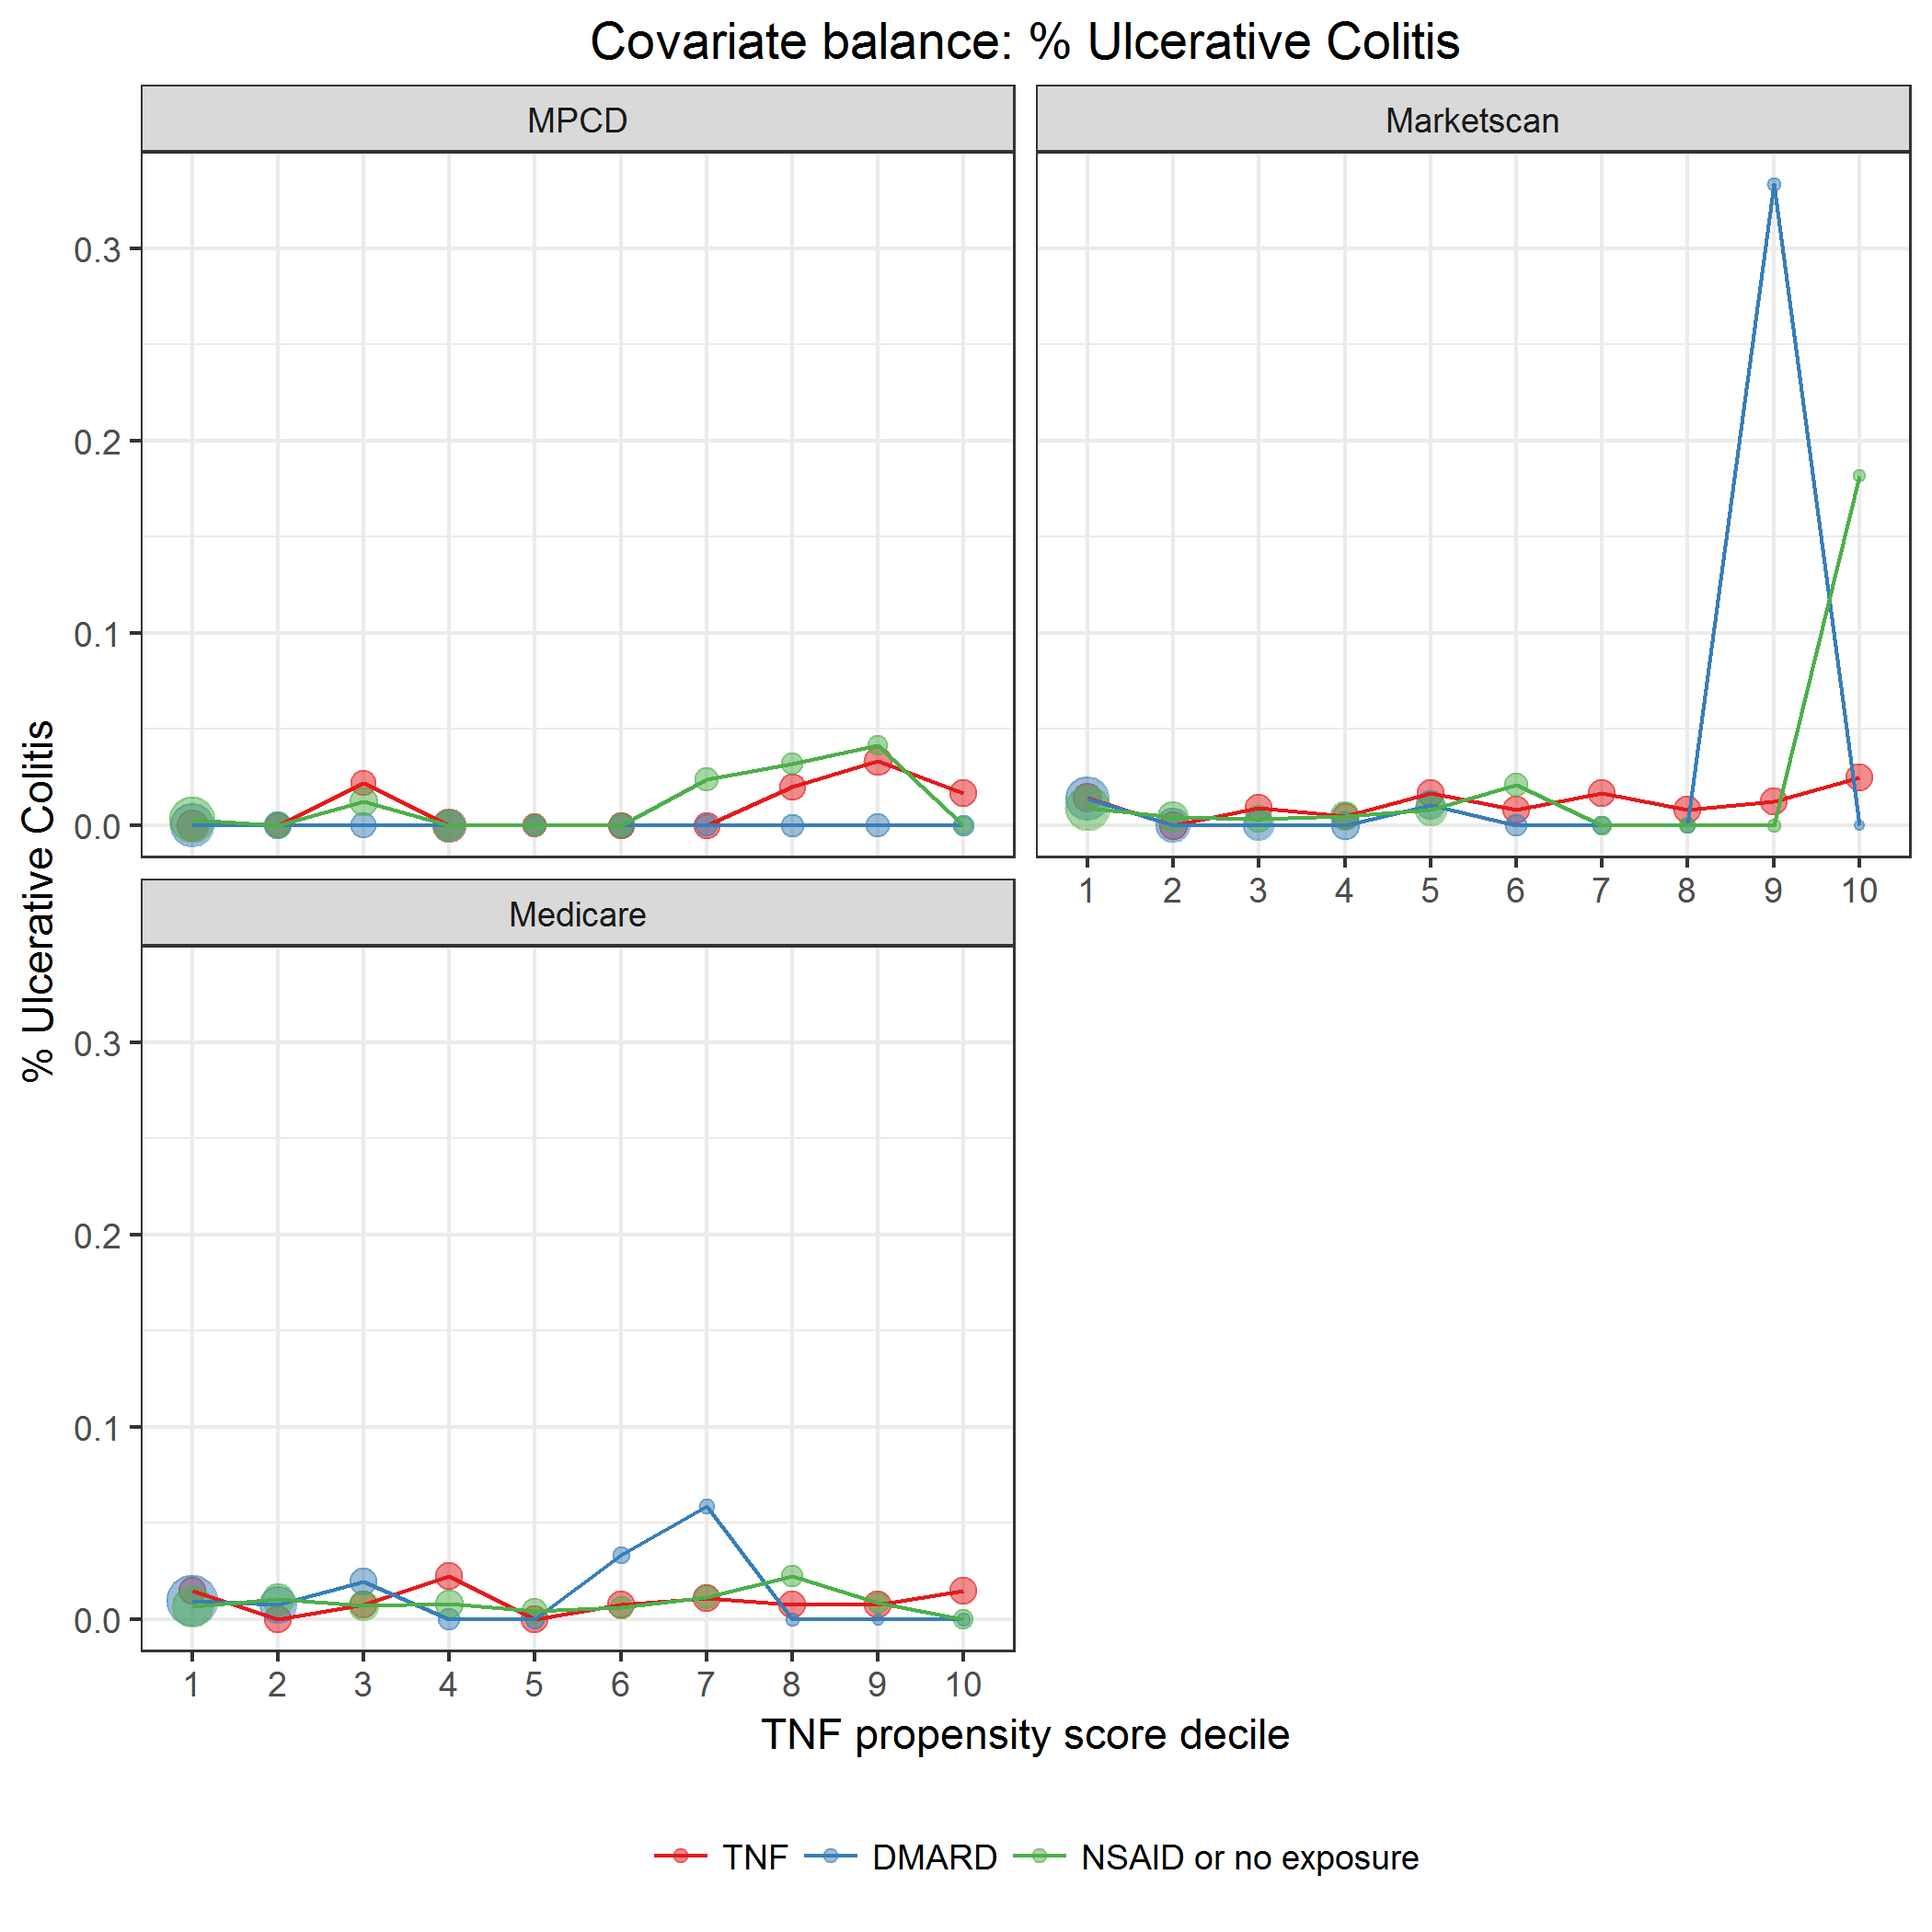 Covariate balance: % Ulcerative Colitis
MPCD
Marketscan
0.3
0.2
0.1
0.0
1 2 3 4 5 6 7 8 9 10
Medicare
0.3
0.2
0.1
0.0
1 2 3 4 5 6 7 8 9 10
% Ulcerative Colitis
TNF propensity score decile
TNF DMARD NSAID or no exposure